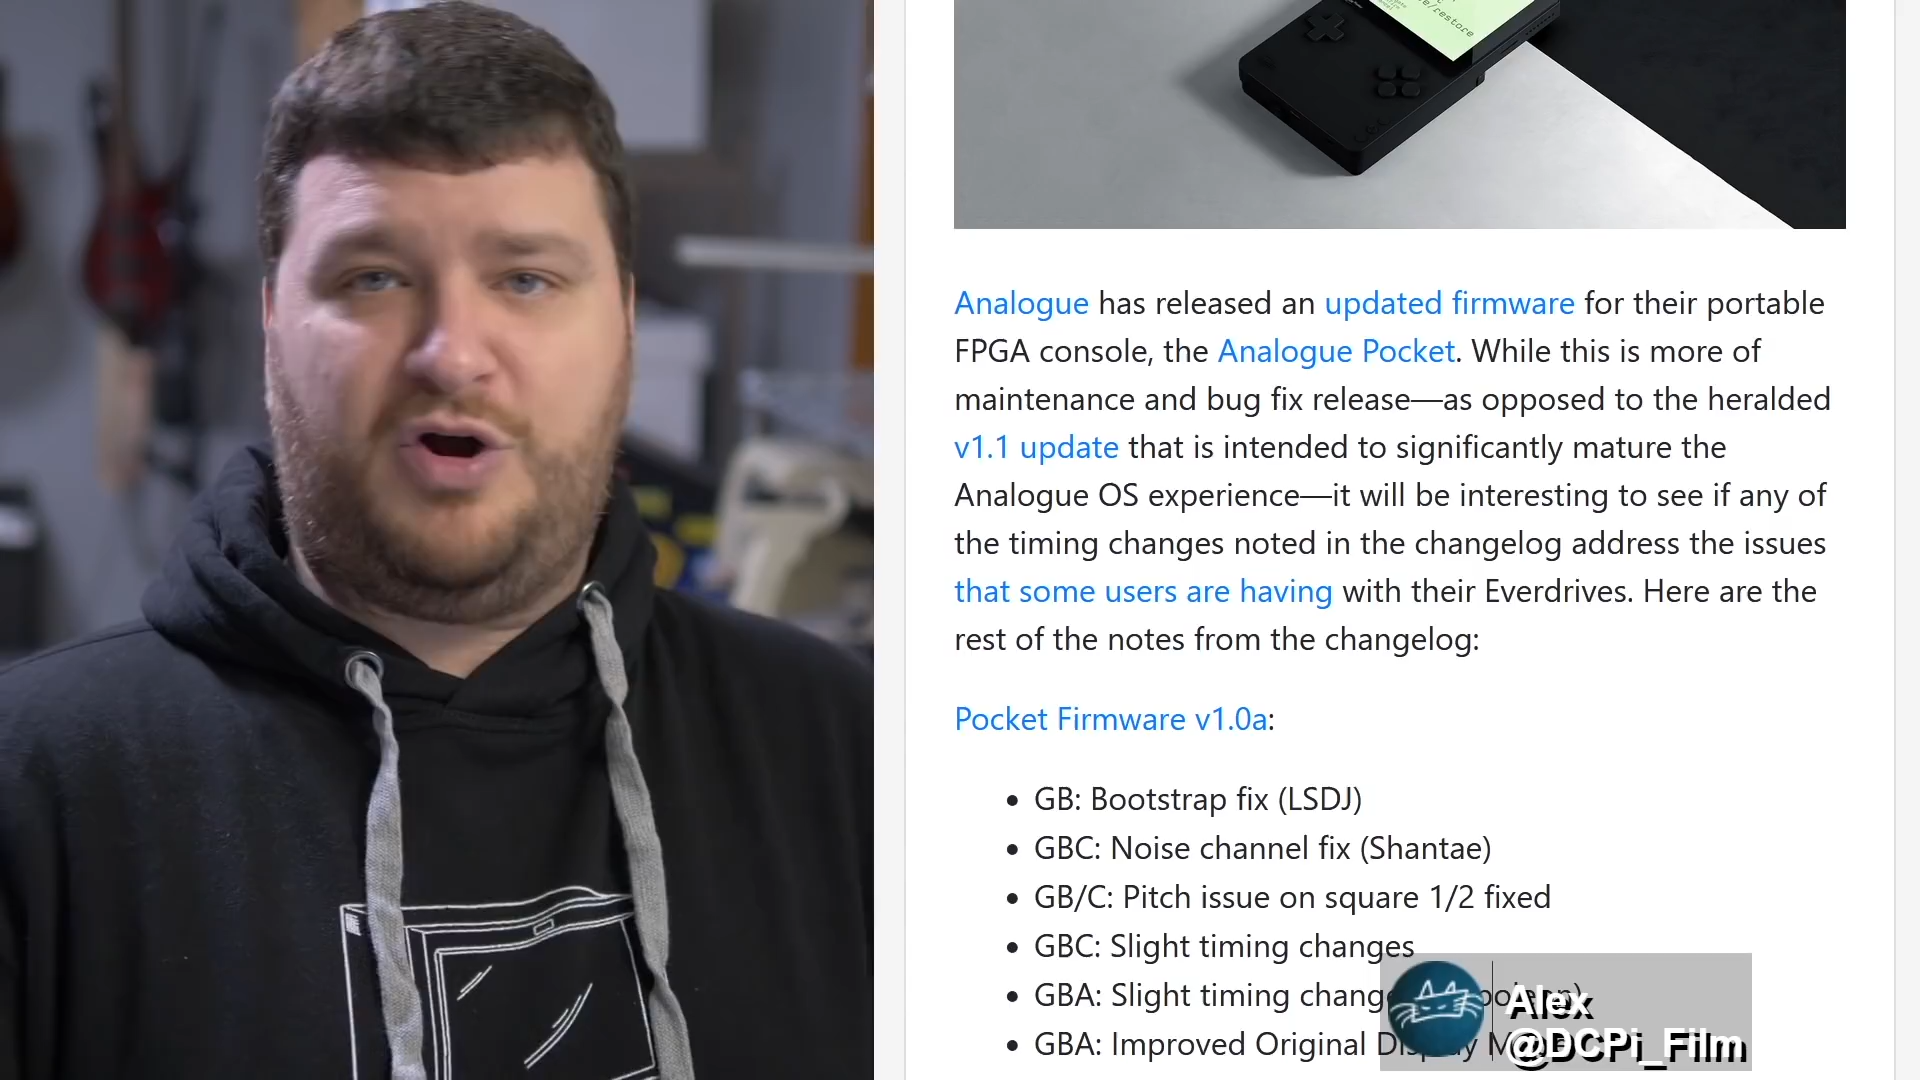 e/restore
Analogue has released an updated firmware for their portable
FPGA console, the Analogue Pocket. While this is more of
maintenance and bug fix release—as opposed to the heralded
v1.1 update that is intended to significantly mature the
Analogue OS experience—it will be interesting to see if any of
the timing changes noted in the changelog address the issues
that some users are having with their Everdrives. Here are the
rest of the notes from the changelog:
Pocket Firmware v1.0a:
• GB: Bootstrap fix (LSDJ)
• GBC: Noise channel fix (Shantae)
• GB/C: Pitch issue on square 1/2 fixed
• GBC: Slight timing changes
• GBA: Slight timing
• GBA: Improved Original Display
Alex
@DCPi_Film